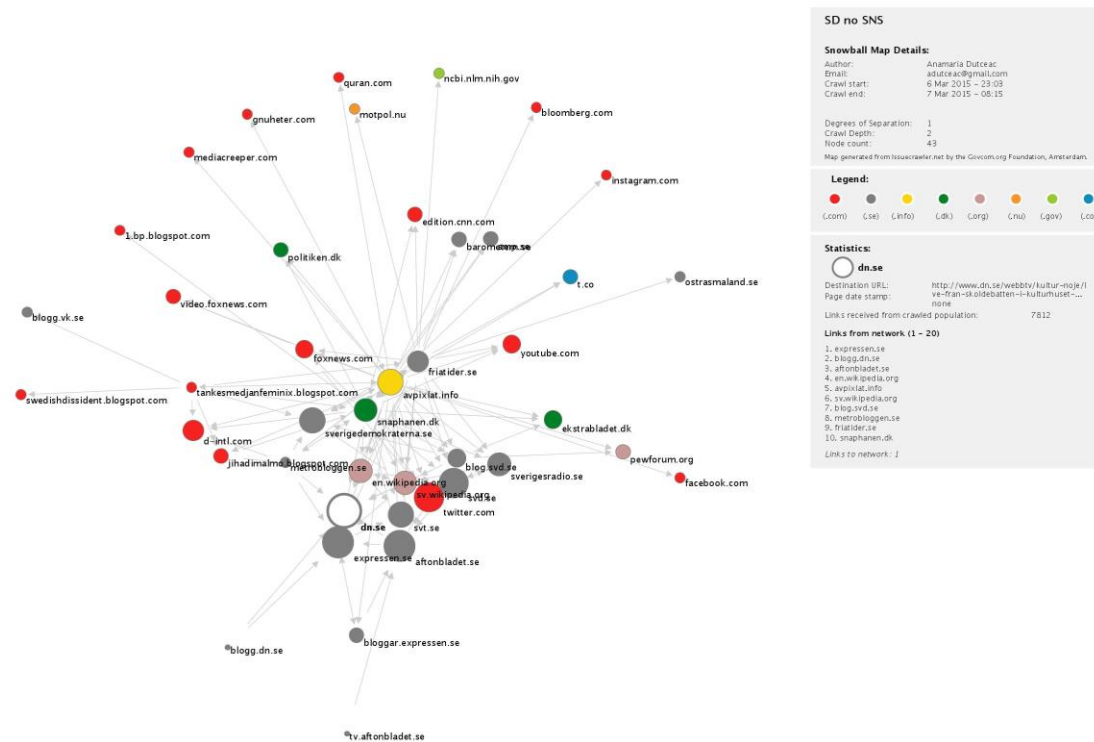 SD no SNS
Snowball Map Details:
Author: Anamaria Dutceac
Email: adutceac@gmail.com
Crawl start: 6 Mar 2015 - 23:03
Crawl end: 7 Mar 2015 - 08:15
Degrees of Separation: 1
Crawl Depth: 2
Node count: 43
Map generated from Issuecrawler.net by the Govcom.org Foundation, Amsterdam.
Legend:
(.com) (.se) (.info) (.dk) (.org) (.nu) (.gov) (.co
Statistics:
dn.se
Destination URL: http://www.dn.se/webbtv/kultur-noje/l
ve-fran-skoldebatten-i-kulturhuset-...
Page date stamp: none
Links received from crawled population: 7812
Links from network (1 - 20)
1. expressen.se
2. blogg.dn.se
3. aftonbladet.se
4. en.wikipedia.org
5. avpixlat.info
6. sv.wikipedia.org
7. blog.svd.se
8. metrobloggen.se
9. friatider.se
10. snaphanen.dk
Links to network: 1
quran.com
ncbi.nlm.nih.gov
motpol.nu
gnuheter.com
bloomberg.com
mediacreeper.com
instagram.com
edition.cnn.com
1.bp.blogspot.com
politiken.dk
t.co
ostrasmaland.se
video.foxnews.com
blogg.vk.se
foxnews.com
youtube.com
friatider.se
avpixlat.info
tankesmedjanfeminix.blogspot.com
swedishdissident.blogspot.com
snaphanen.dk
ekstrabladet.dk
sverigedemokraterna.se
d-intl.com
pewforum.org
jihadimalmo.blogspot.com
metrobloggen.se
blog.svd.se
sverigesradio.se
en.wikipedia.org
facebook.com
sv.wikipedia.org
svd.se
twitter.com
dn.se
svt.se
expressen.se
aftonbladet.se
bloggar.expressen.se
blogg.dn.se
tv.aftonbladet.se